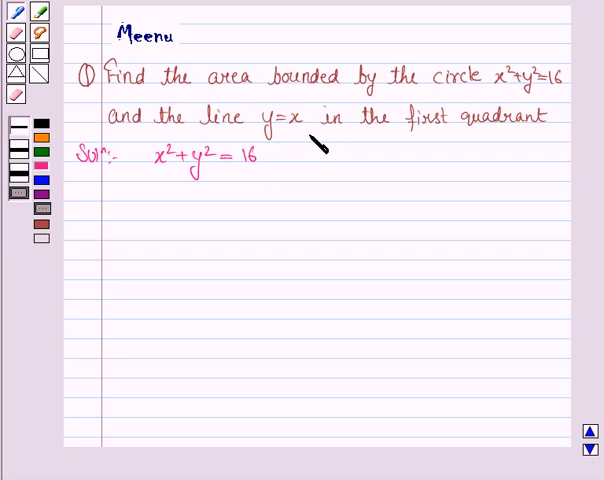 Meenu
① Find the area bounded by the circle x²+y²=16
and the line y=x in the first quadrant
Solⁿ:- x²+y² = 16